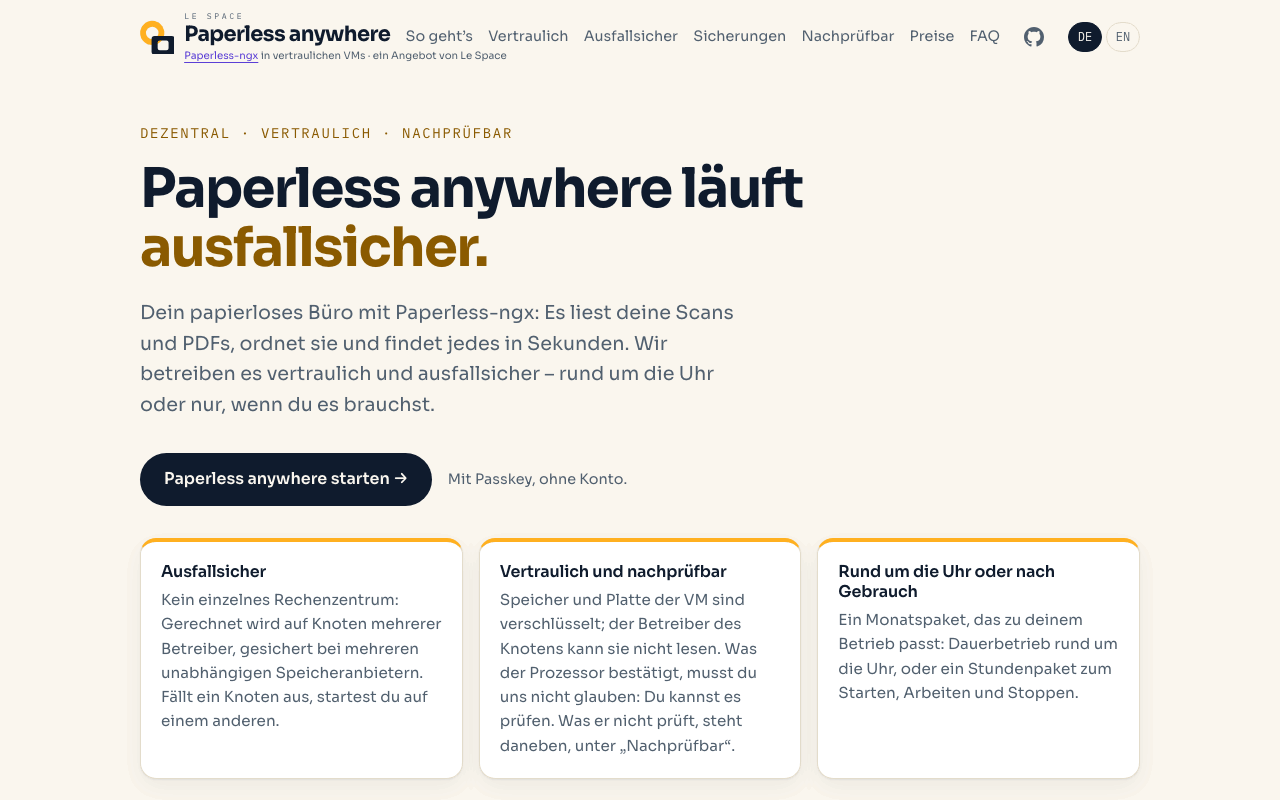 LE SPACE
Paperless anywhere
Paperless-ngx in vertraulichen VMs · ein Angebot von Le Space
So geht’s Vertraulich Ausfallsicher Sicherungen Nachprüfbar Preise FAQ
DE EN
DEZENTRAL · VERTRAULICH · NACHPRÜFBAR
Paperless anywhere läuft
ausfallsicher.
Dein papierloses Büro mit Paperless-ngx: Es liest deine Scans
und PDFs, ordnet sie und findet jedes in Sekunden. Wir
betreiben es vertraulich und ausfallsicher – rund um die Uhr
oder nur, wenn du es brauchst.
Paperless anywhere starten →
Mit Passkey, ohne Konto.
Ausfallsicher
Kein einzelnes Rechenzentrum:
Gerechnet wird auf Knoten mehrerer
Betreiber, gesichert bei mehreren
unabhängigen Speicheranbietern.
Fällt ein Knoten aus, startest du auf
einem anderen.
Vertraulich und nachprüfbar
Speicher und Platte der VM sind
verschlüsselt; der Betreiber des
Knotens kann sie nicht lesen. Was
der Prozessor bestätigt, musst du
uns nicht glauben: Du kannst es
prüfen. Was er nicht prüft, steht
daneben, unter „Nachprüfbar“.
Rund um die Uhr oder nach
Gebrauch
Ein Monatspaket, das zu deinem
Betrieb passt: Dauerbetrieb rund um
die Uhr, oder ein Stundenpaket zum
Starten, Arbeiten und Stoppen.